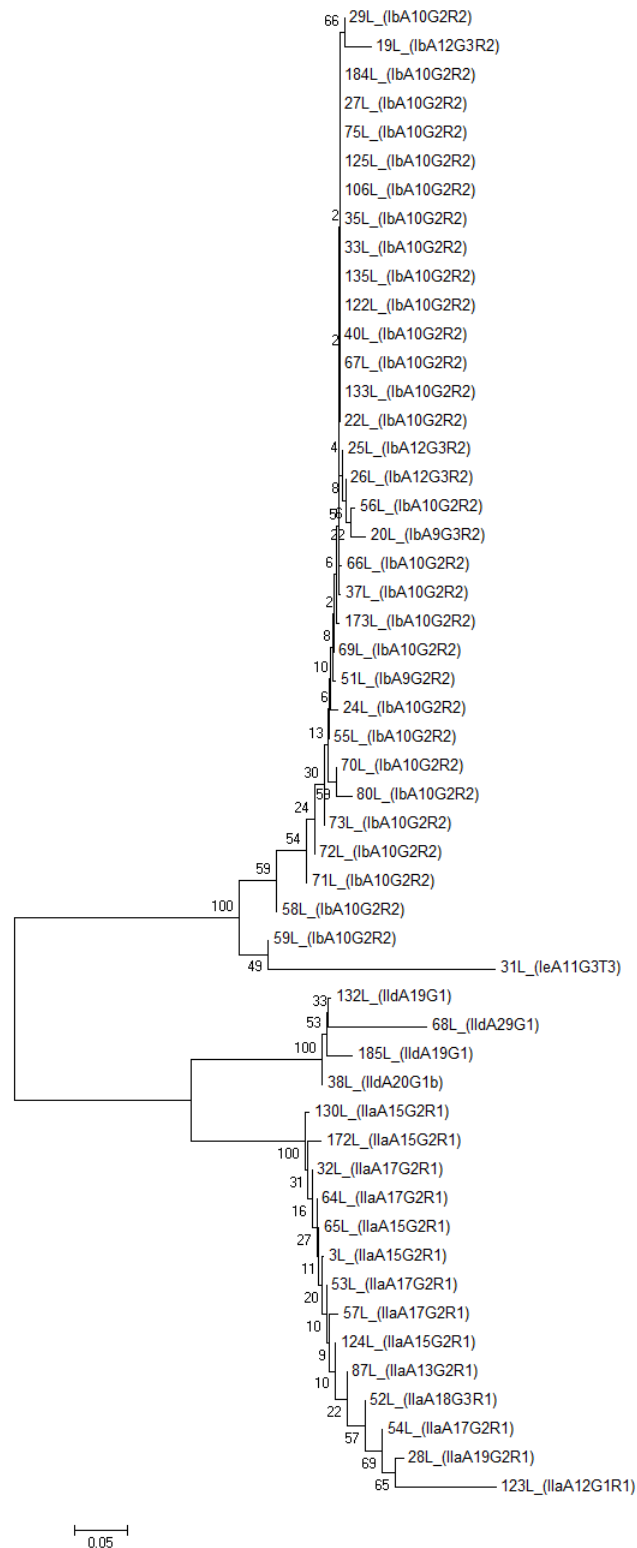 66
29L_(IbA10G2R2)
19L_(IbA12G3R2)
184L_(IbA10G2R2)
27L_(IbA10G2R2)
75L_(IbA10G2R2)
125L_(IbA10G2R2)
106L_(IbA10G2R2)
2
35L_(IbA10G2R2)
33L_(IbA10G2R2)
135L_(IbA10G2R2)
122L_(IbA10G2R2)
2
40L_(IbA10G2R2)
67L_(IbA10G2R2)
133L_(IbA10G2R2)
22L_(IbA10G2R2)
4
25L_(IbA12G3R2)
8
26L_(IbA12G3R2)
56L_(IbA10G2R2)
22
20L_(IbA9G3R2)
6
66L_(IbA10G2R2)
2
37L_(IbA10G2R2)
173L_(IbA10G2R2)
8
69L_(IbA10G2R2)
10
51L_(IbA9G2R2)
6
24L_(IbA10G2R2)
13
55L_(IbA10G2R2)
30
70L_(IbA10G2R2)
59
80L_(IbA10G2R2)
24
73L_(IbA10G2R2)
54
72L_(IbA10G2R2)
59
71L_(IbA10G2R2)
100
58L_(IbA10G2R2)
59L_(IbA10G2R2)
49
31L_(IeA11G3T3)
33
132L_(IIdA19G1)
53
68L_(IIdA29G1)
100
185L_(IIdA19G1)
38L_(IIdA20G1b)
130L_(IIaA15G2R1)
100
172L_(IIaA15G2R1)
31
32L_(IIaA17G2R1)
16
64L_(IIaA17G2R1)
27
65L_(IIaA15G2R1)
11
3L_(IIaA15G2R1)
20
53L_(IIaA17G2R1)
10
57L_(IIaA17G2R1)
9
124L_(IIaA15G2R1)
10
87L_(IIaA13G2R1)
22
52L_(IIaA18G3R1)
57
54L_(IIaA17G2R1)
69
28L_(IIaA19G2R1)
65
123L_(IIaA12G1R1)
0.05